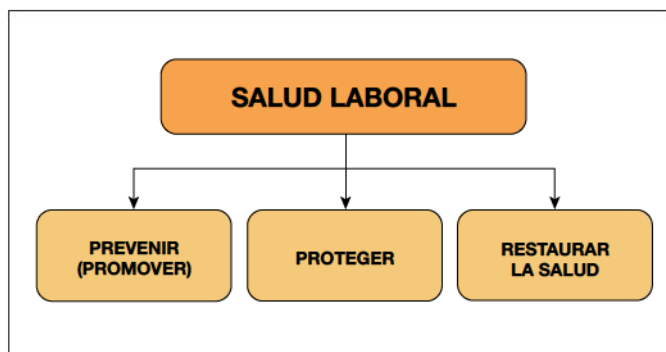 SALUD LABORAL
PREVENIR
(PROMOVER)
PROTEGER
RESTAURAR
LA SALUD